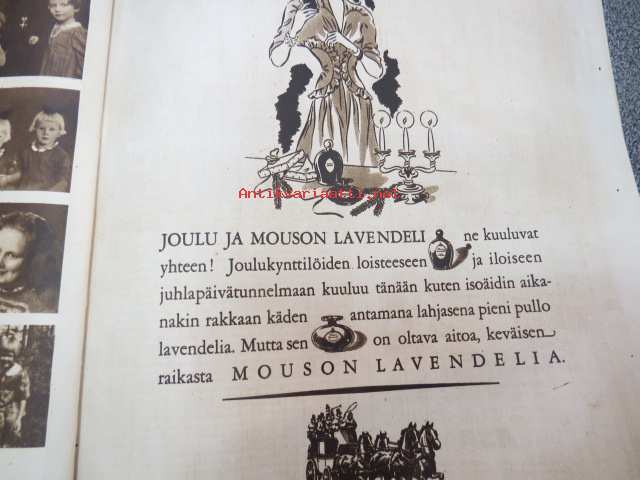 Antikvariaatti.net
JOULU JA MOUSON LAVENDELI ne kuuluvat
yhteen! Joulukynttilöiden loisteeseen ja iloiseen
juhlapäivätunnelmaan kuuluu tänään kuten isoäidin aika-
nakin rakkaan käden antamana lahjasena pieni pullo
lavendelia. Mutta sen on oltava aitoa, keväisen
raikasta MOUSON LAVENDELIA.